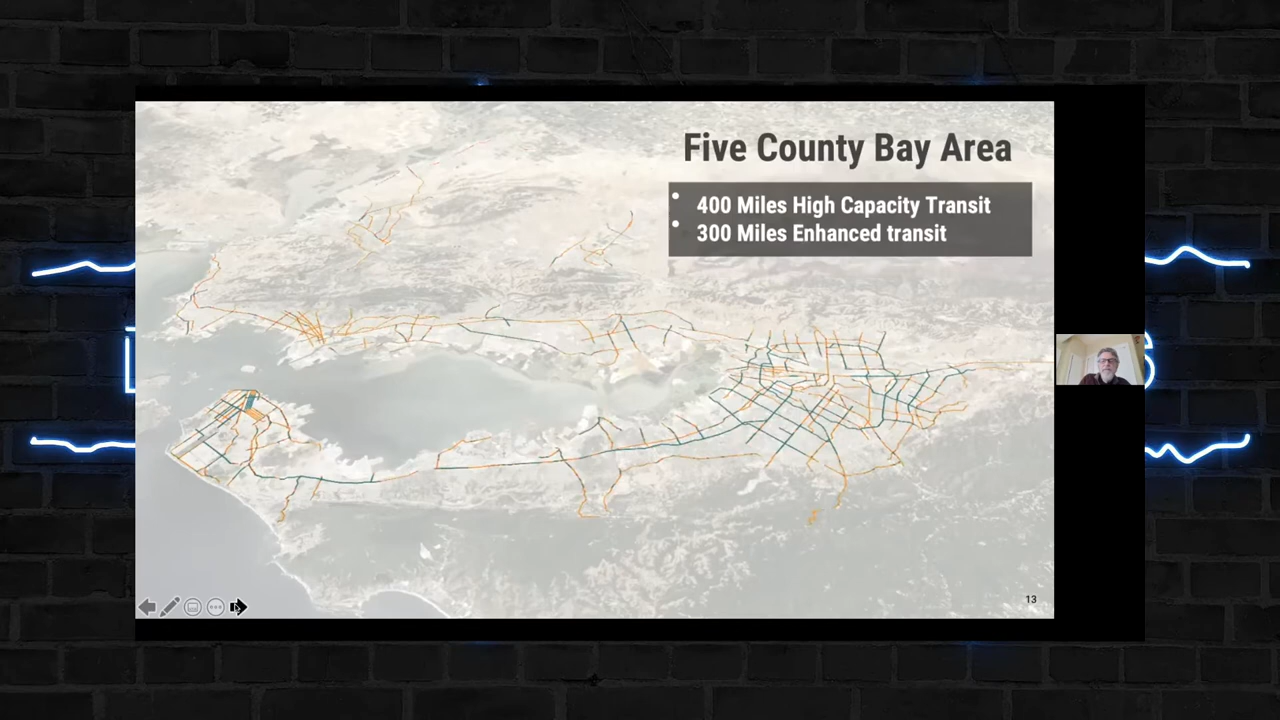 Five County Bay Area
• 400 Miles High Capacity Transit
• 300 Miles Enhanced transit
13